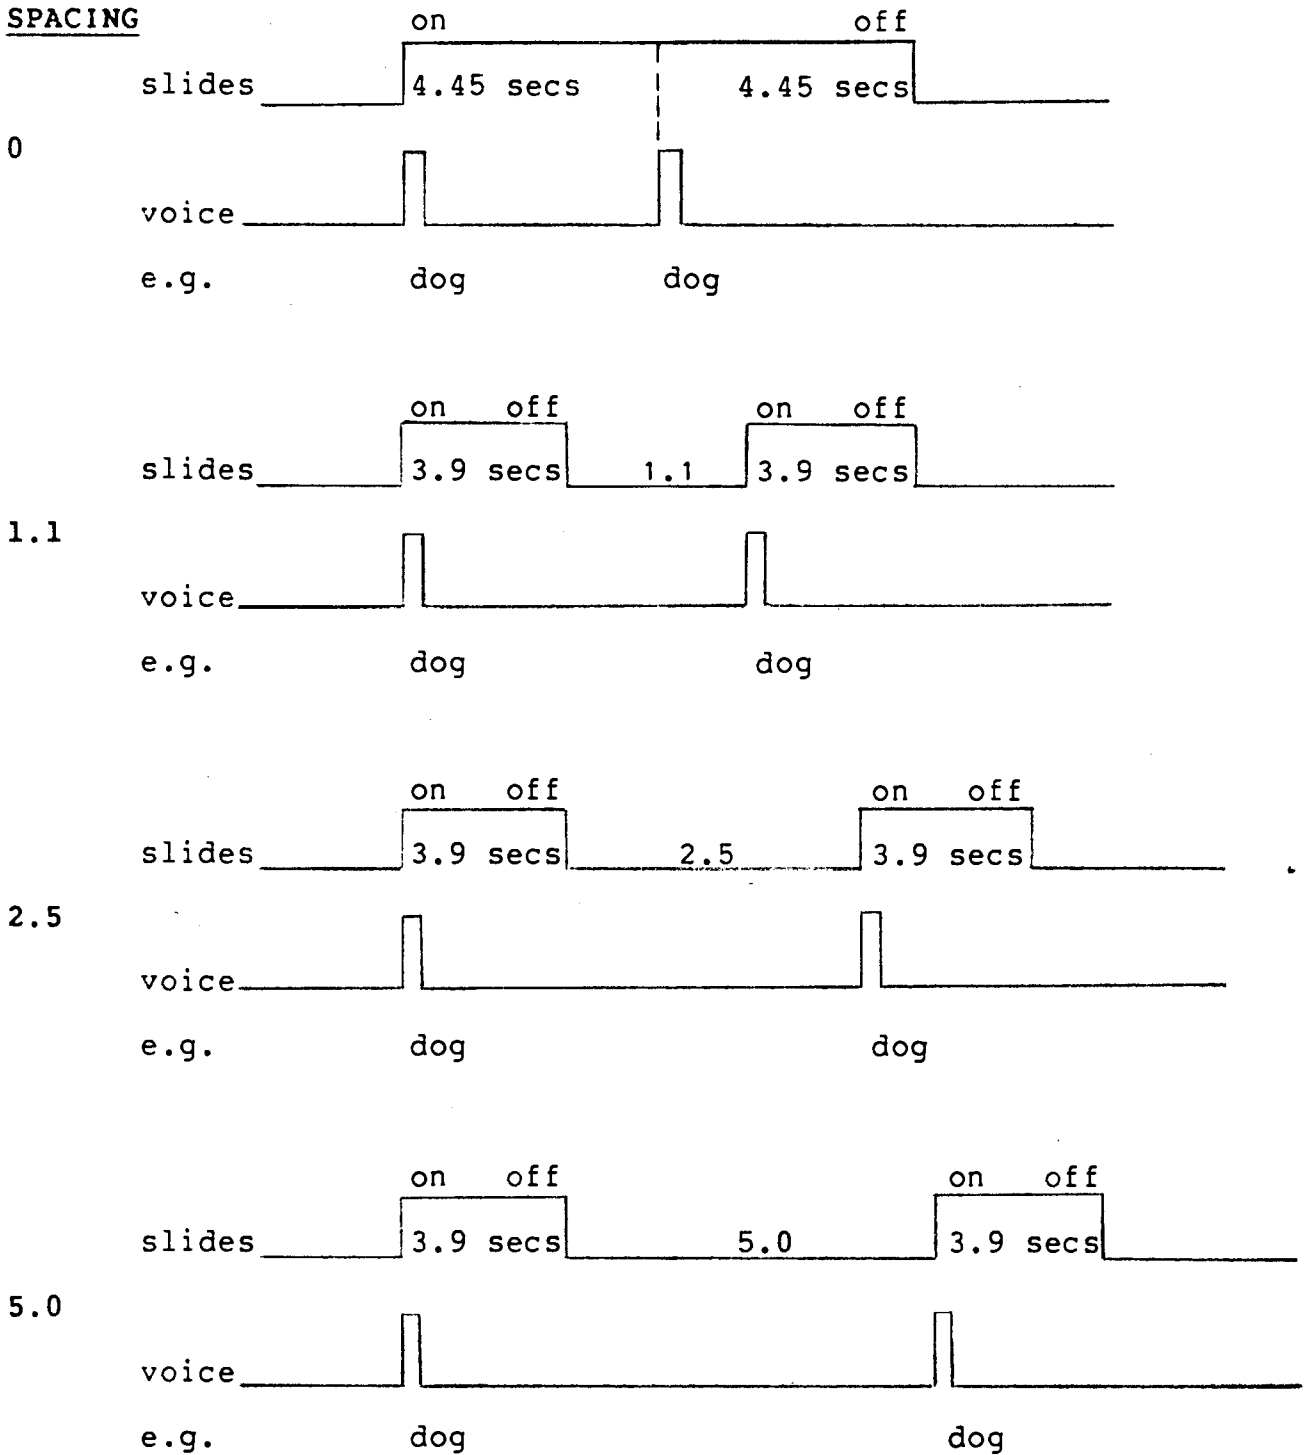 SPACING
on off
slides 4.45 secs 4.45 secs
0
voice
e.g. dog dog
on off on off
slides 3.9 secs 1.1 3.9 secs
1.1
voice
e.g. dog dog
on off on off
slides 3.9 secs 2.5 3.9 secs
2.5
voice
e.g. dog dog
on off on off
slides 3.9 secs 5.0 3.9 secs
5.0
voice
e.g. dog dog